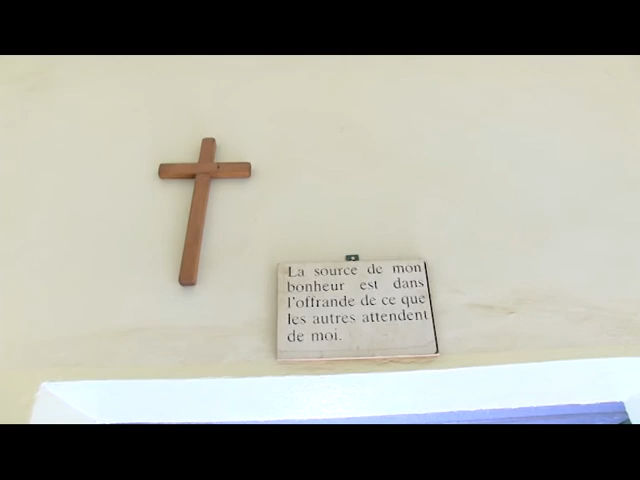 La source de mon
bonheur est dans
l'offrande de ce que
les autres attendent
de moi.